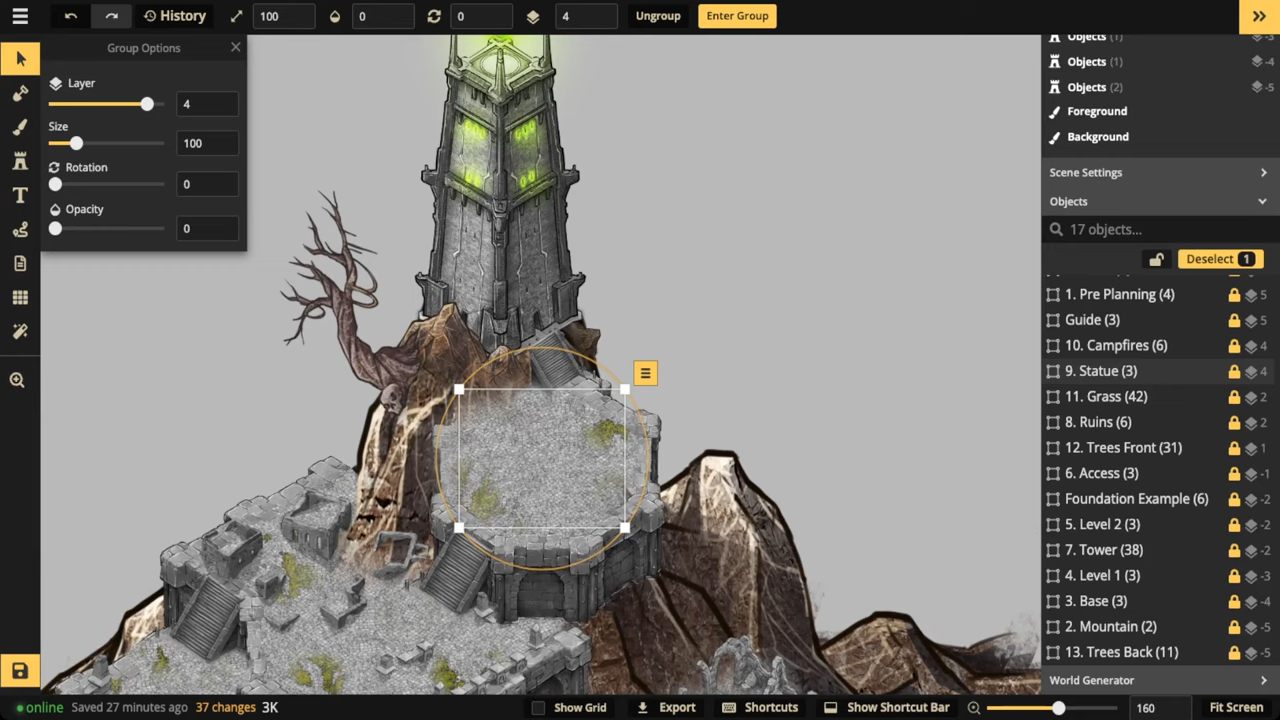 History 100 0 0 4 Ungroup Enter Group
Group Options
Layer
4
Size
100
Rotation
0
Opacity
0
Objects (1) -3
Objects (1) -4
Objects (2) -5
Foreground
Background
Scene Settings
Objects
17 objects...
Deselect 1
1. Pre Planning (4) 5
Guide (3) 5
10. Campfires (6) 4
9. Statue (3) 4
11. Grass (42) 2
8. Ruins (6) 2
12. Trees Front (31) 1
6. Access (3) -1
Foundation Example (6) -2
5. Level 2 (3) -2
7. Tower (38) -2
4. Level 1 (3) -3
3. Base (3) -4
2. Mountain (2) -5
13. Trees Back (11) -5
World Generator
online Saved 27 minutes ago 37 changes 3K Show Grid Export Shortcuts Show Shortcut Bar 160 Fit Screen